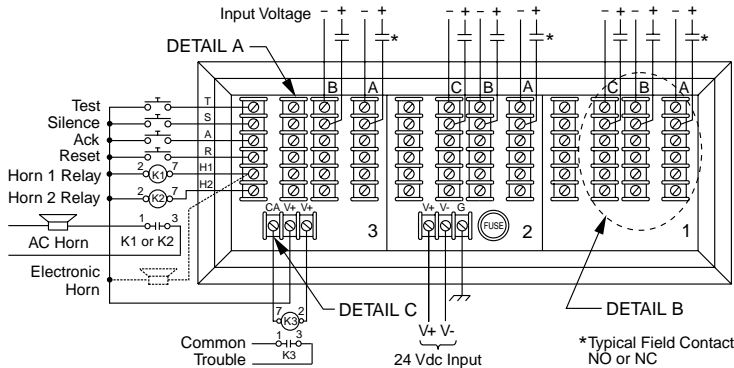 Input Voltage
- + - + - + - + - + - + - + - +
* * *
DETAIL A
B A C B A C B A
Test T
Silence S
Ack A
Reset R
Horn 1 Relay 2 K1 7 H1
Horn 2 Relay 2 K2 7 H2
CA V+ V+ 3 V+ V- G FUSE 2 1
AC Horn 1 3
K1 or K2
Electronic
Horn
DETAIL C
DETAIL B
7 K3 2
Common
Trouble
1 3
K3
V+ V-
24 Vdc Input
*Typical Field Contact
NO or NC